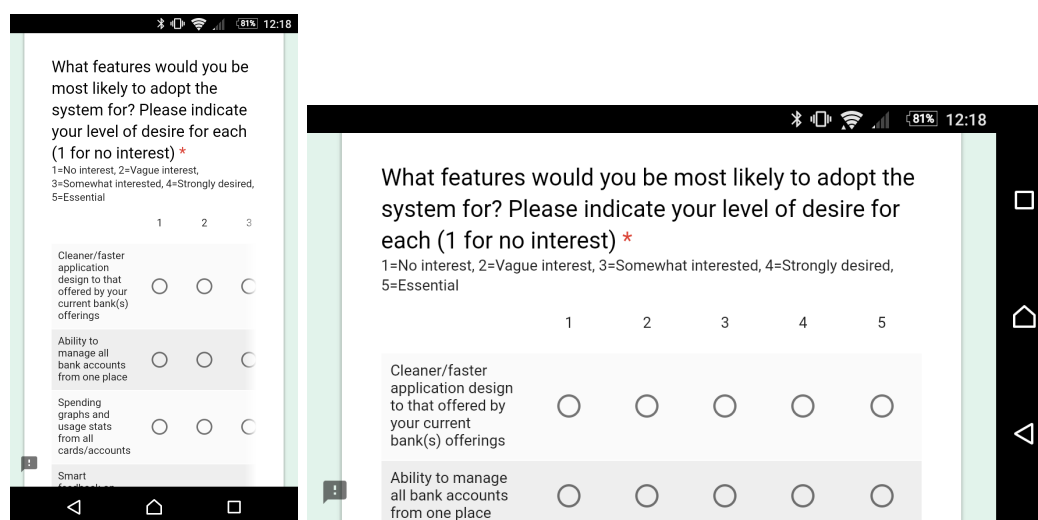 81% 12:18
What features would you be
most likely to adopt the
system for? Please indicate
your level of desire for each
(1 for no interest) *
1=No interest, 2=Vague interest,
3=Somewhat interested, 4=Strongly desired,
5=Essential
1 2 3
Cleaner/faster
application
design to that
offered by your
current bank(s)
offerings
Ability to
manage all
bank accounts
from one place
Spending
graphs and
usage stats
from all
cards/accounts
Smart
81% 12:18
What features would you be most likely to adopt the
system for? Please indicate your level of desire for
each (1 for no interest) *
1=No interest, 2=Vague interest, 3=Somewhat interested, 4=Strongly desired,
5=Essential
1 2 3 4 5
Cleaner/faster
application design
to that offered by
your current
bank(s) offerings
Ability to manage
all bank accounts
from one place